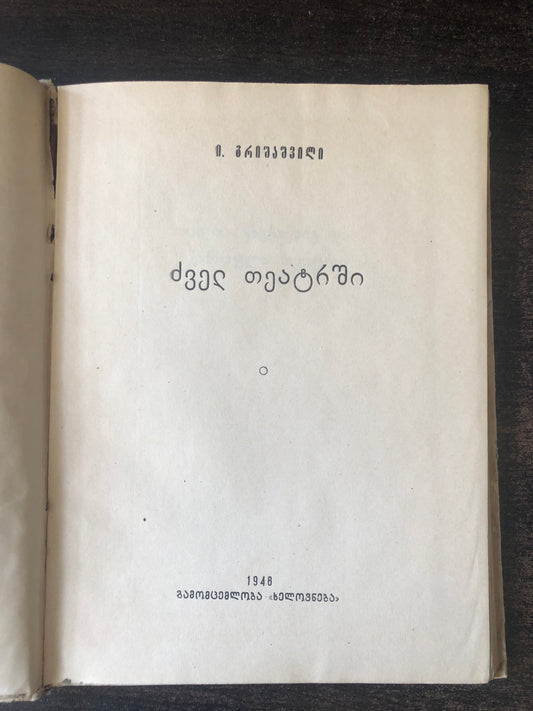 ი. გრიშაშვილი
ძველ თეატრში
1948
გამომცემლობა «ხელოვნება»